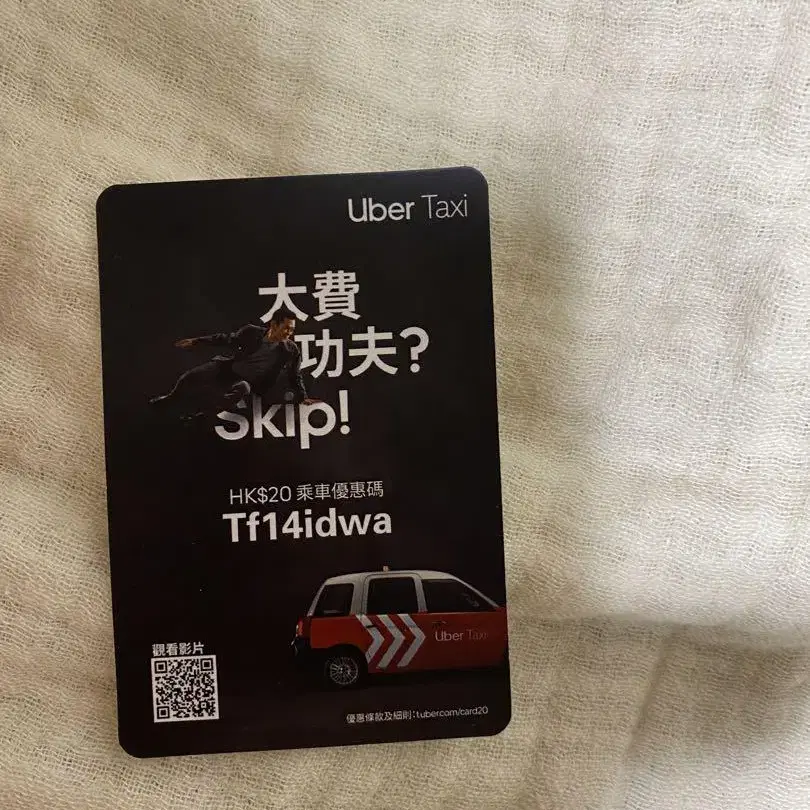 Uber Taxi
大費
功夫?
Skip!
HK$20 乘車優惠碼
Tf14idwa
Uber Taxi
觀看影片
優惠條款及細則:t.uber.com/card20